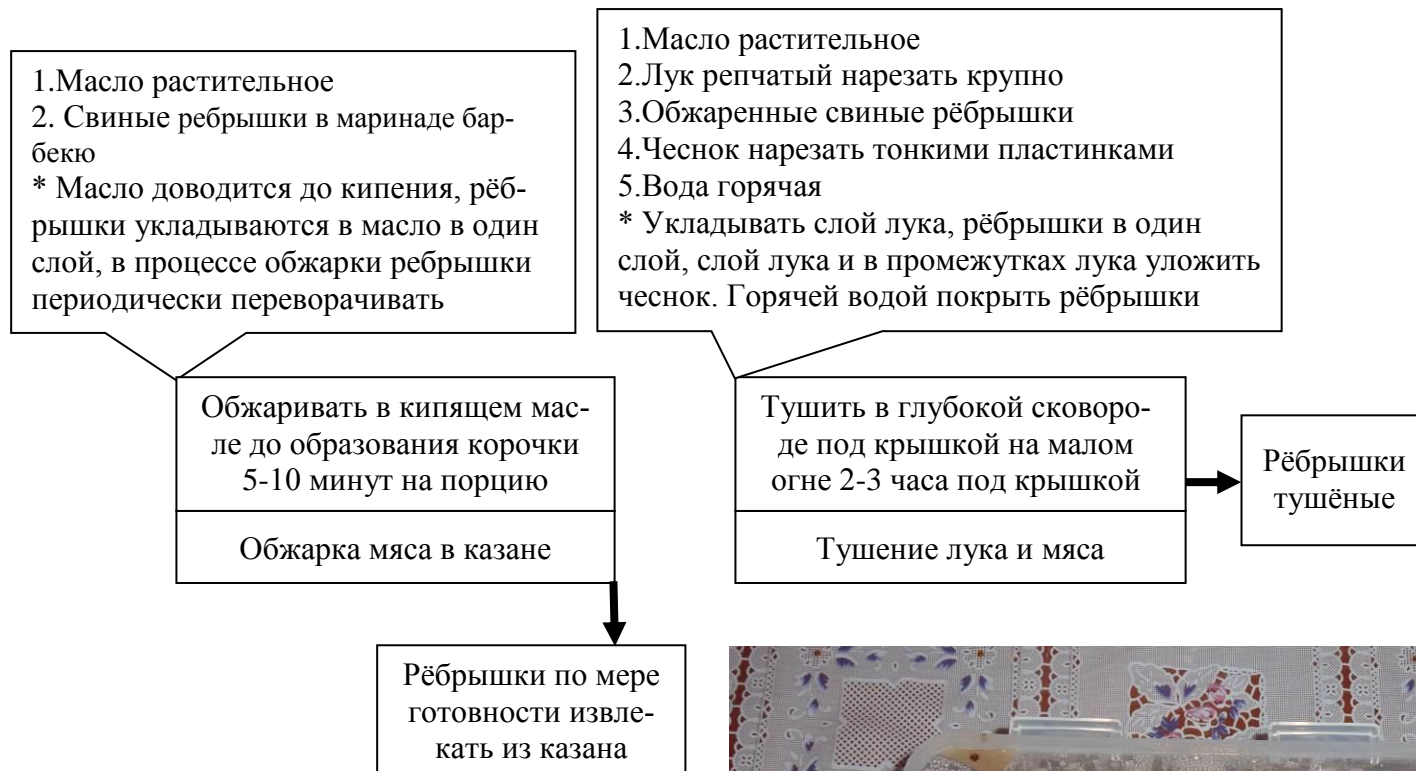 1.Масло растительное
2. Свиные ребрышки в маринаде бар-
бекю
* Масло доводится до кипения, рёб-
рышки укладываются в масло в один
слой, в процессе обжарки ребрышки
периодически переворачивать
1.Масло растительное
2.Лук репчатый нарезать крупно
3.Обжаренные свиные рёбрышки
4.Чеснок нарезать тонкими пластинками
5.Вода горячая
* Укладывать слой лука, рёбрышки в один
слой, слой лука и в промежутках лука уложить
чеснок. Горячей водой покрыть рёбрышки
Обжаривать в кипящем мас-
ле до образования корочки
5-10 минут на порцию
Обжарка мяса в казане
Тушить в глубокой сковоро-
де под крышкой на малом
огне 2-3 часа под крышкой
Тушение лука и мяса
Рёбрышки
тушёные
Рёбрышки по мере
готовности извле-
кать из казана